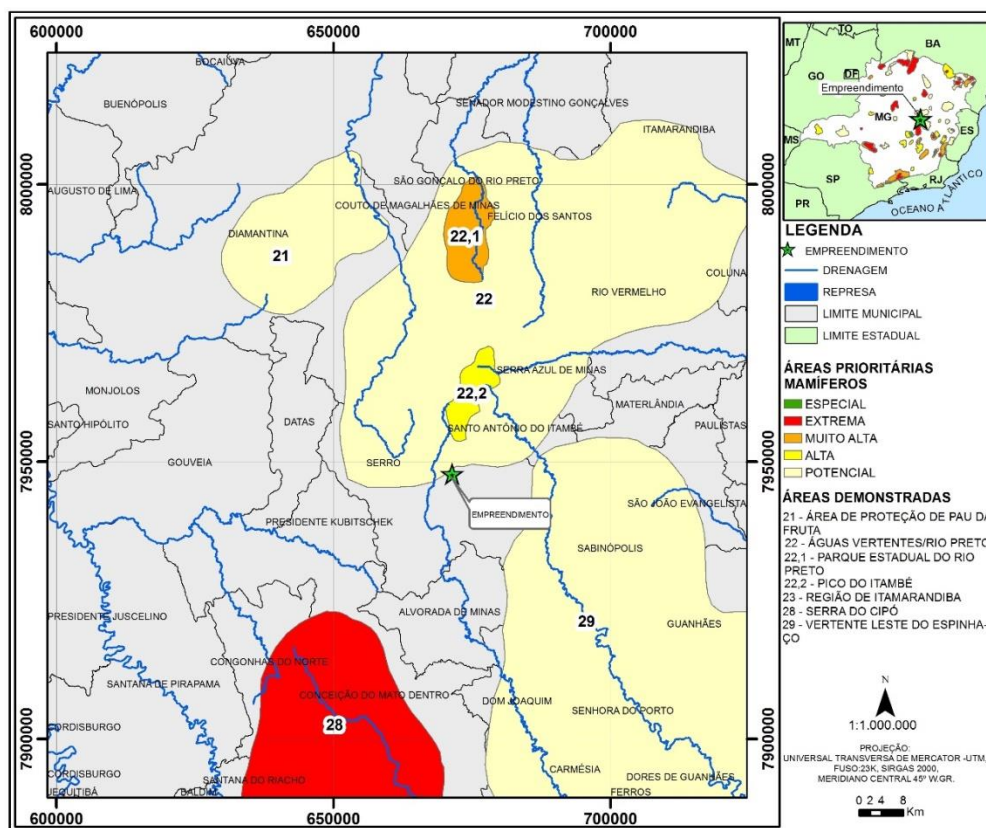 600000
650000
700000
8000000
7950000
7900000
8000000
7950000
7900000
600000
650000
700000
BOCAIUVA
BUENÓPOLIS
SENADOR MODESTINO GONÇALVES
ITAMARANDIBA
AUGUSTO DE LIMA
SÃO GONÇALO DO RIO PRETO
COUTO DE MAGALHÃES DE MINAS
FELÍCIO DOS SANTOS
DIAMANTINA
22,1
21
COLUNA
RIO VERMELHO
22
SERRA AZUL DE MINAS
MONJOLOS
22,2
MATERLÂNDIA
DATAS
SANTO HIPÓLITO
SANTO ANTÔNIO DO ITAMBÉ
PAULISTAS
GOUVEIA
SERRO
SÃO JOÃO EVANGELISTA
EMPREENDIMENTO
PRESIDENTE KUBITSCHEK
SABINÓPOLIS
PRESIDENTE JUSCELINO
ALVORADA DE MINAS
29
GUANHÃES
CONGONHAS DO NORTE
SANTANA DE PIRAPAMA
CONCEIÇÃO DO MATO DENTRO
DOM JOAQUIM
28
SENHORA DO PORTO
CORDISBURGO
CARMÉSIA
CORDISBURGO
SANTANA DO RIACHO
DORES DE GUANHÃES
JEQUITIBÁ
BALDIM
FERROS
TO
BA
MT
GO
DF
Empreendimento
MG
ES
MS
SP
RJ
PR
OCEANO ATLÂNTICO
LEGENDA
EMPREENDIMENTO
DRENAGEM
REPRESA
LIMITE MUNICIPAL
LIMITE ESTADUAL
ÁREAS PRIORITÁRIAS
MAMÍFEROS
ESPECIAL
EXTREMA
MUITO ALTA
ALTA
POTENCIAL
ÁREAS DEMONSTRADAS
21 - ÁREA DE PROTEÇÃO DE PAU DA
FRUTA
22 - ÁGUAS VERTENTES/RIO PRETO
22,1 - PARQUE ESTADUAL DO RIO
PRETO
22,2 - PICO DO ITAMBÉ
23 - REGIÃO DE ITAMARANDIBA
28 - SERRA DO CIPÓ
29 - VERTENTE LESTE DO ESPINHA-
ÇO
N
1:1.000.000
PROJEÇÃO:
UNIVERSAL TRANSVERSA DE MERCATOR -UTM,
FUSO:23K, SIRGAS 2000,
MERIDIANO CENTRAL 45º W.GR.
0 2 4 8
Km